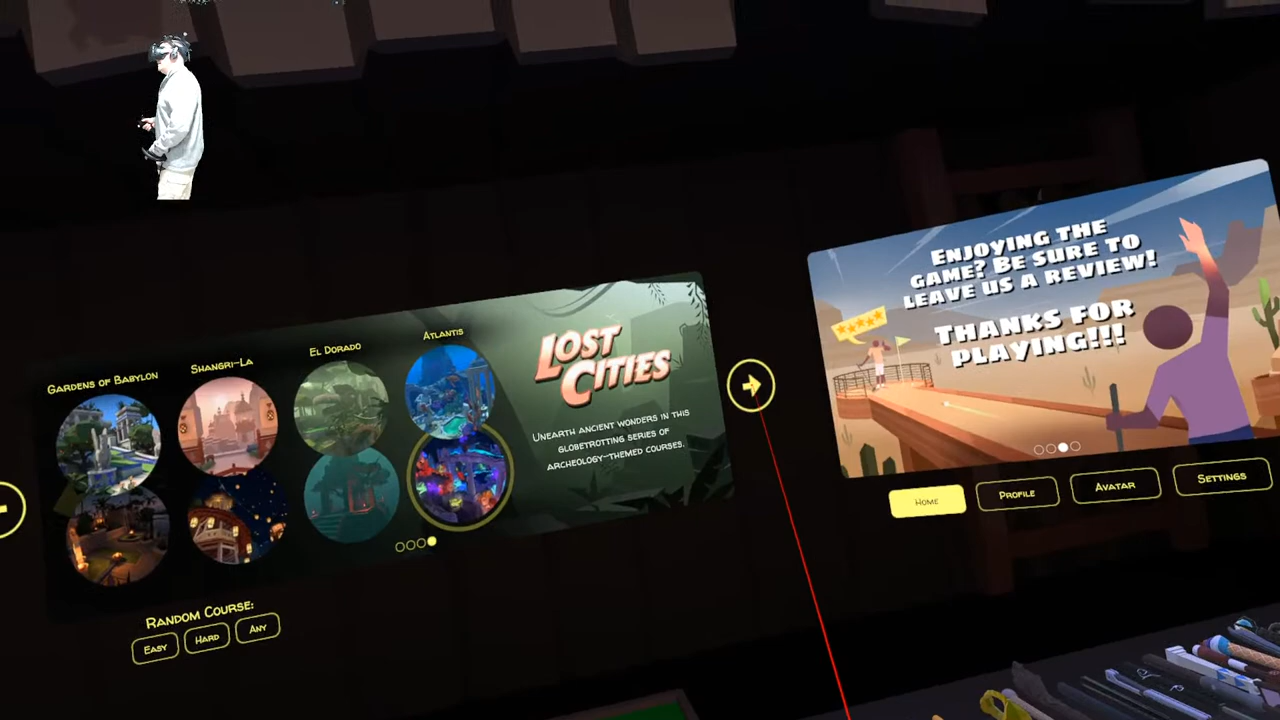 Gardens of Babylon
Shangri-La
El Dorado
Atlantis
Lost
Cities
Unearth ancient wonders in this
globetrotting series of
archeology-themed courses.
Random Course:
Easy
Hard
Any
Enjoying the
game? Be sure to
leave us a review!
Thanks for
playing!!!
Home
Profile
Avatar
Settings